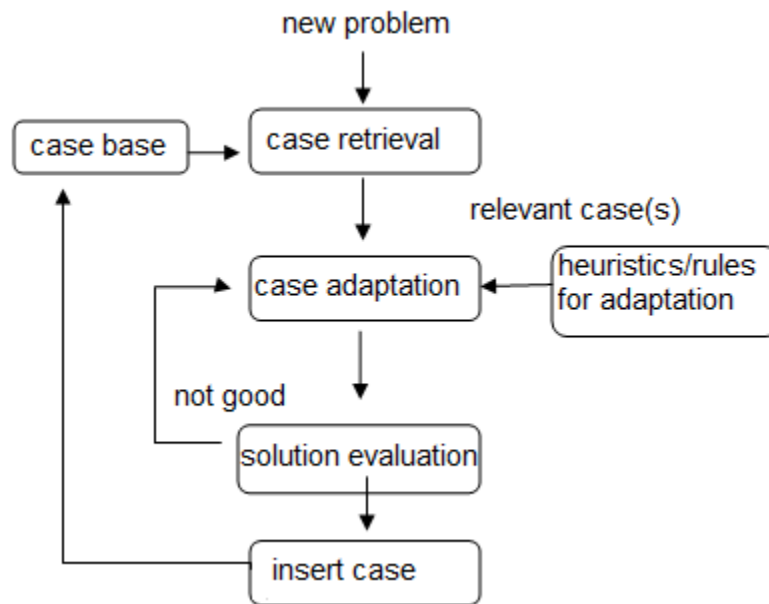 new problem
case base
case retrieval
relevant case(s)
case adaptation
heuristics/rules
for adaptation
not good
solution evaluation
insert case